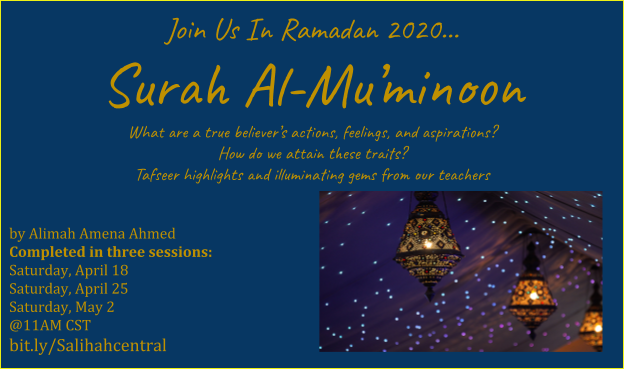 Join Us In Ramadan 2020...
Surah Al-Mu'minoon
What are a true believer's actions, feelings, and aspirations?
How do we attain these traits?
Tafseer highlights and illuminating gems from our teachers
by Alimah Amena Ahmed
Completed in three sessions:
Saturday, April 18
Saturday, April 25
Saturday, May 2
@11AM CST
bit.ly/Salihahcentral